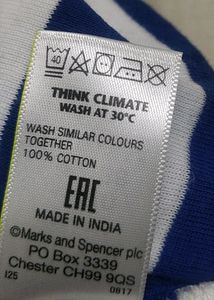 40
THINK CLIMATE
WASH AT 30°C
WASH SIMILAR COLOURS
TOGETHER
100% COTTON
EAC
MADE IN INDIA
©Marks and Spencer plc
PO Box 3339
Chester CH99 9QS
I25 0817